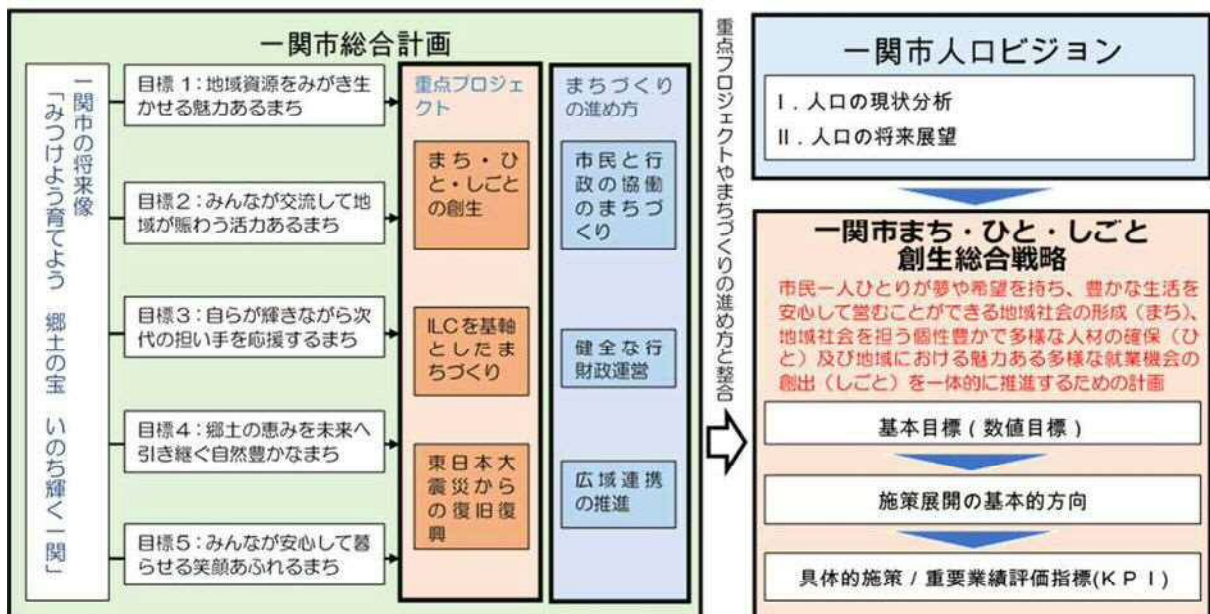 一関市総合計画
一関市の将来像
「みつけよう育てよう 郷土の宝 いのち輝く一関」
目標1：地域資源をみがき生
かせる魅力あるまち
目標2：みんなが交流して地
域が賑わう活力あるまち
目標3：自らが輝きながら次
代の担い手を応援するまち
目標4：郷土の恵みを未来へ
引き継ぐ自然豊かなまち
目標5：みんなが安心して暮
らせる笑顔あふれるまち
重点プロジェ
クト
まち・ひ
と・しごと
の創生
ILCを基軸
としたま
ちづくり
東日本大
震災から
の復旧復
興
まちづくり
の進め方
市民と行
政の協働
のまちづ
くり
健全な行
財政運営
広域連携
の推進
重点プロジェクトやまちづくりの進め方と整合
一関市人口ビジョン
Ⅰ．人口の現状分析
Ⅱ．人口の将来展望
一関市まち・ひと・しごと
創生総合戦略
市民一人ひとりが夢や希望を持ち、豊かな生活を
安心して営むことができる地域社会の形成（まち）、
地域社会を担う個性豊かで多様な人材の確保（ひ
と）及び地域における魅力ある多様な就業機会の
創出（しごと）を一体的に推進するための計画
基本目標（数値目標）
施策展開の基本的方向
具体的施策 / 重要業績評価指標(ＫＰＩ)